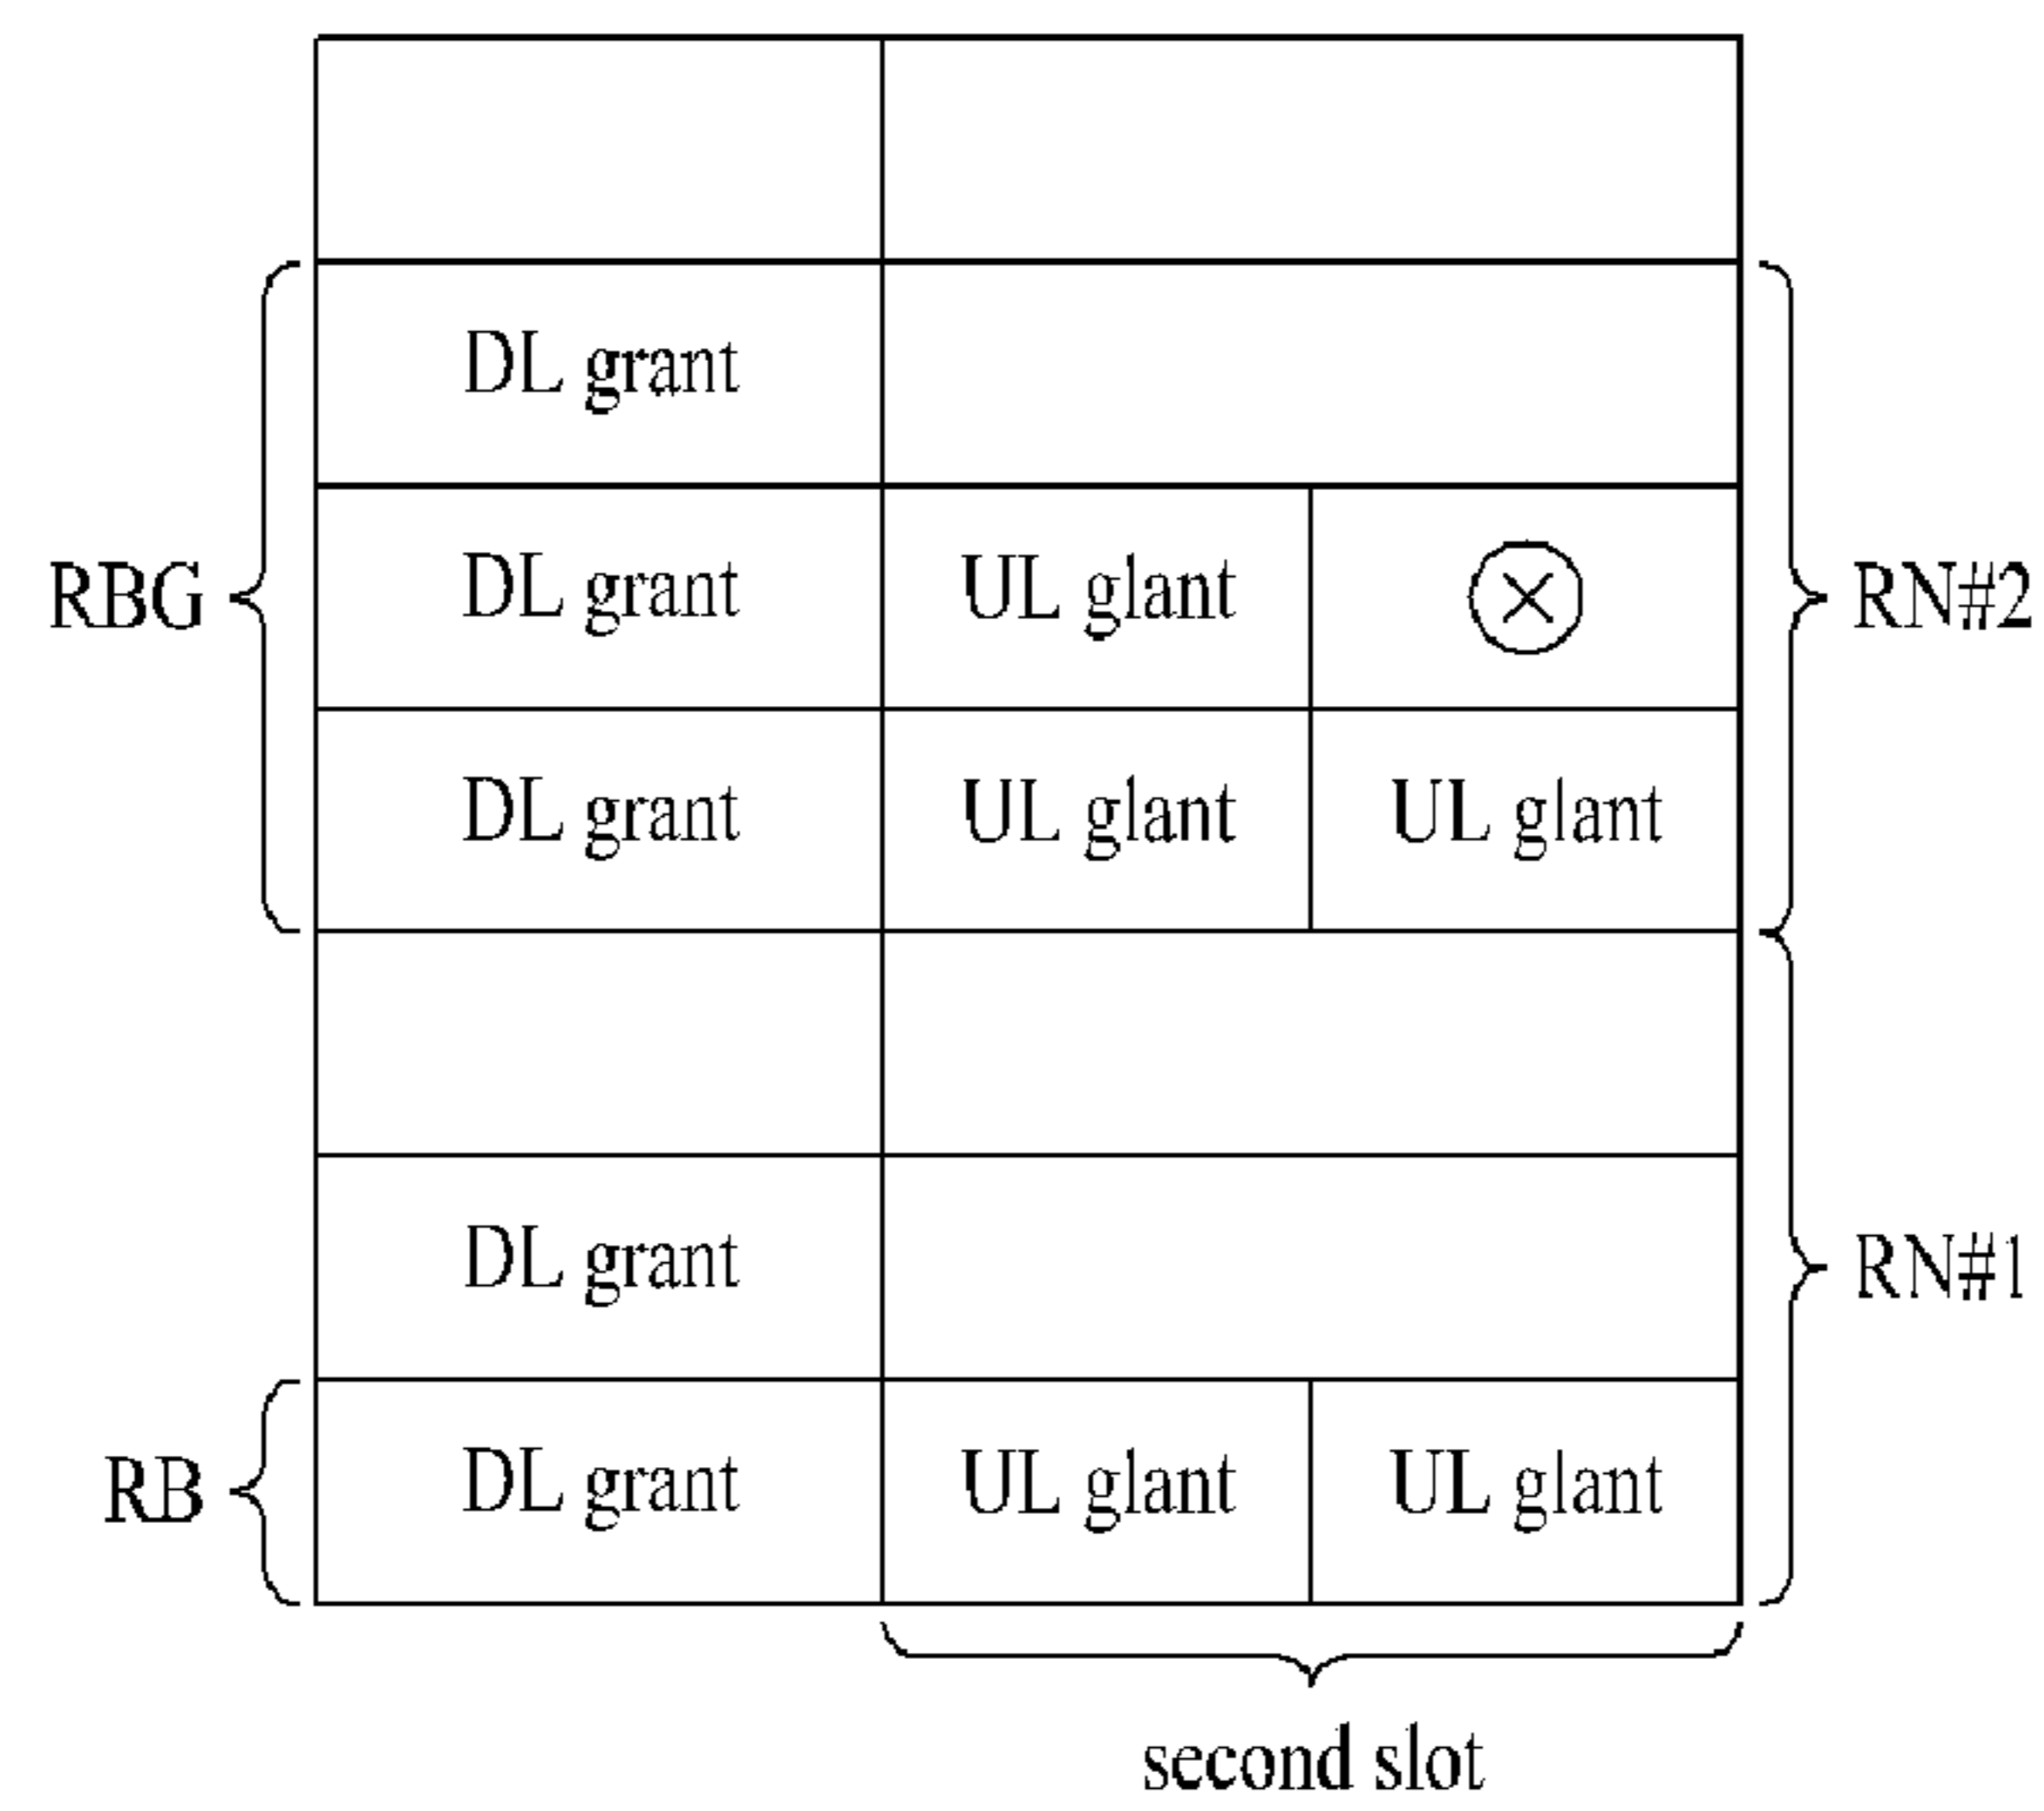 DL grant
RBG DL grant UL glant RN#2
DL grant UL glant UL glant
DL grant RN#1
RB DL grant UL glant UL glant
second slot